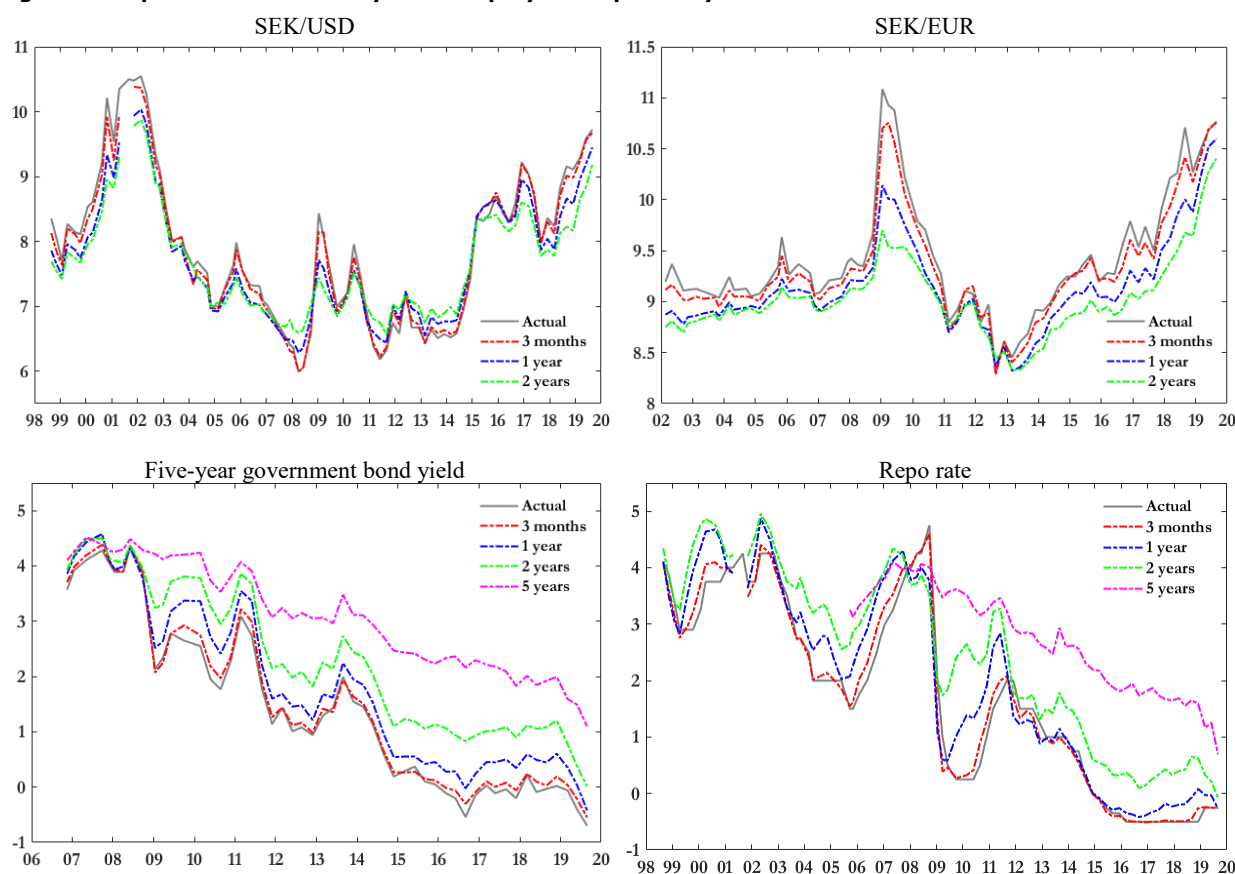 SEK/USD
11
10
9
8
7
6
98 99 00 02 03 04 05 06 07 09 10 11 12 13 14 15 16 17 18 19 20
Actual
3 months
1 year
2 years
SEK/EUR
11.5
11
10.5
10
9.5
9
8.5
8
02 03 04 05 06 07 08 09 10 11 12 13 14 15 16 17 18 19 20
Actual
3 months
1 year
2 years
Five-year government bond yield
5
4
3
2
1
0
-1
06 07 08 09 10 11 12 13 14 15 16 17 18 19 20
Actual
3 months
1 year
2 years
5 years
Repo rate
5
4
3
2
1
0
-1
98 99 00 02 03 04 05 06 07 09 10 11 12 13 14 15 16 17 18 19 20
Actual
3 months
1 year
2 years
5 years